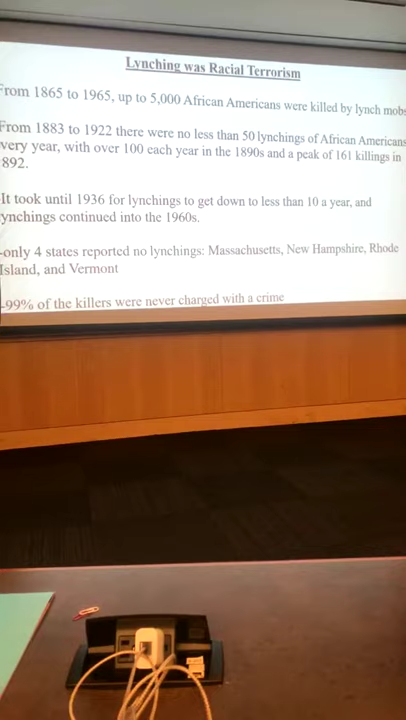 Lynching was Racial Terrorism
From 1865 to 1965, up to 5,000 African Americans were killed by lynch mobs
From 1883 to 1922 there were no less than 50 lynchings of African Americans
very year, with over 100 each year in the 1890s and a peak of 161 killings in
892.
-It took until 1936 for lynchings to get down to less than 10 a year, and
ynchings continued into the 1960s.
-only 4 states reported no lynchings: Massachusetts, New Hampshire, Rhode
Island, and Vermont
-99% of the killers were never charged with a crime